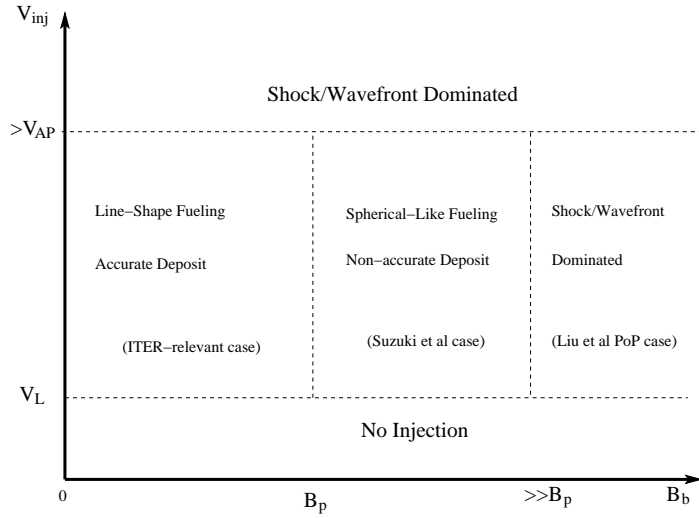 V_inj
Shock/Wavefront Dominated
>V_AP
Line−Shape Fueling
Spherical−Like Fueling
Shock/Wavefront
Accurate Deposit
Non−accurate Deposit
Dominated
(ITER−relevant case)
(Suzuki et al case)
(Liu et al PoP case)
V_L
No Injection
0
B_p
>>B_p
B_b